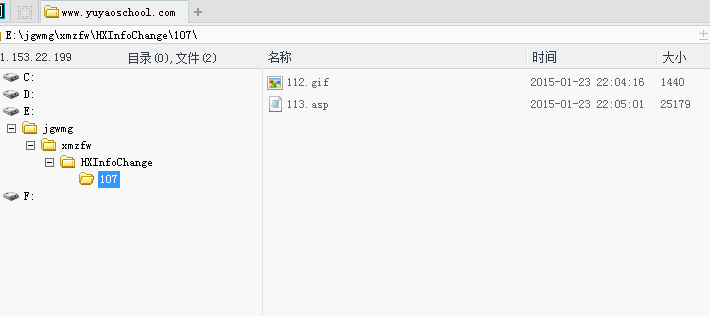 www.yuyaoschool.com
E:\jgwmg\xmzfw\HXInfoChange\107\
1.153.22.199 目录(0),文件(2) 名称 时间 大小
C: 112.gif 2015-01-23 22:04:16 1440
D: 113.asp 2015-01-23 22:05:01 25179
E:
jgwmg
xmzfw
HXInfoChange
107
F: